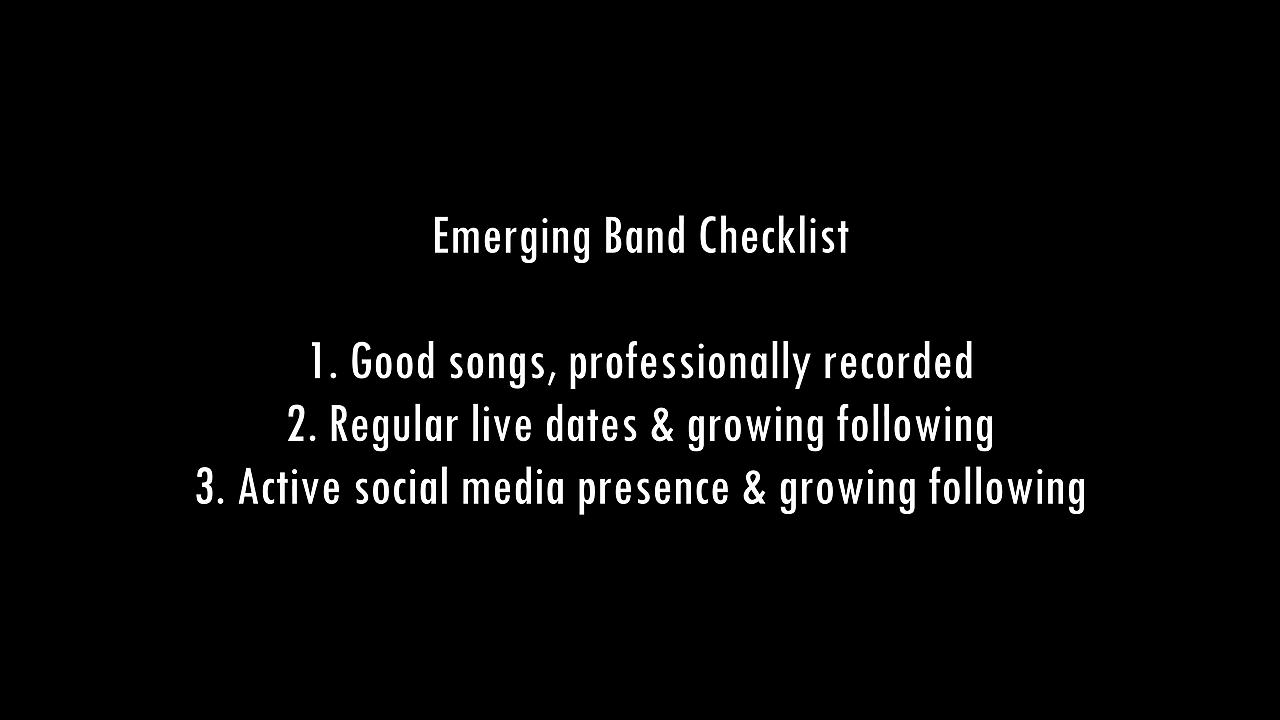 Emerging Band Checklist
1. Good songs, professionally recorded
2. Regular live dates & growing following
3. Active social media presence & growing following